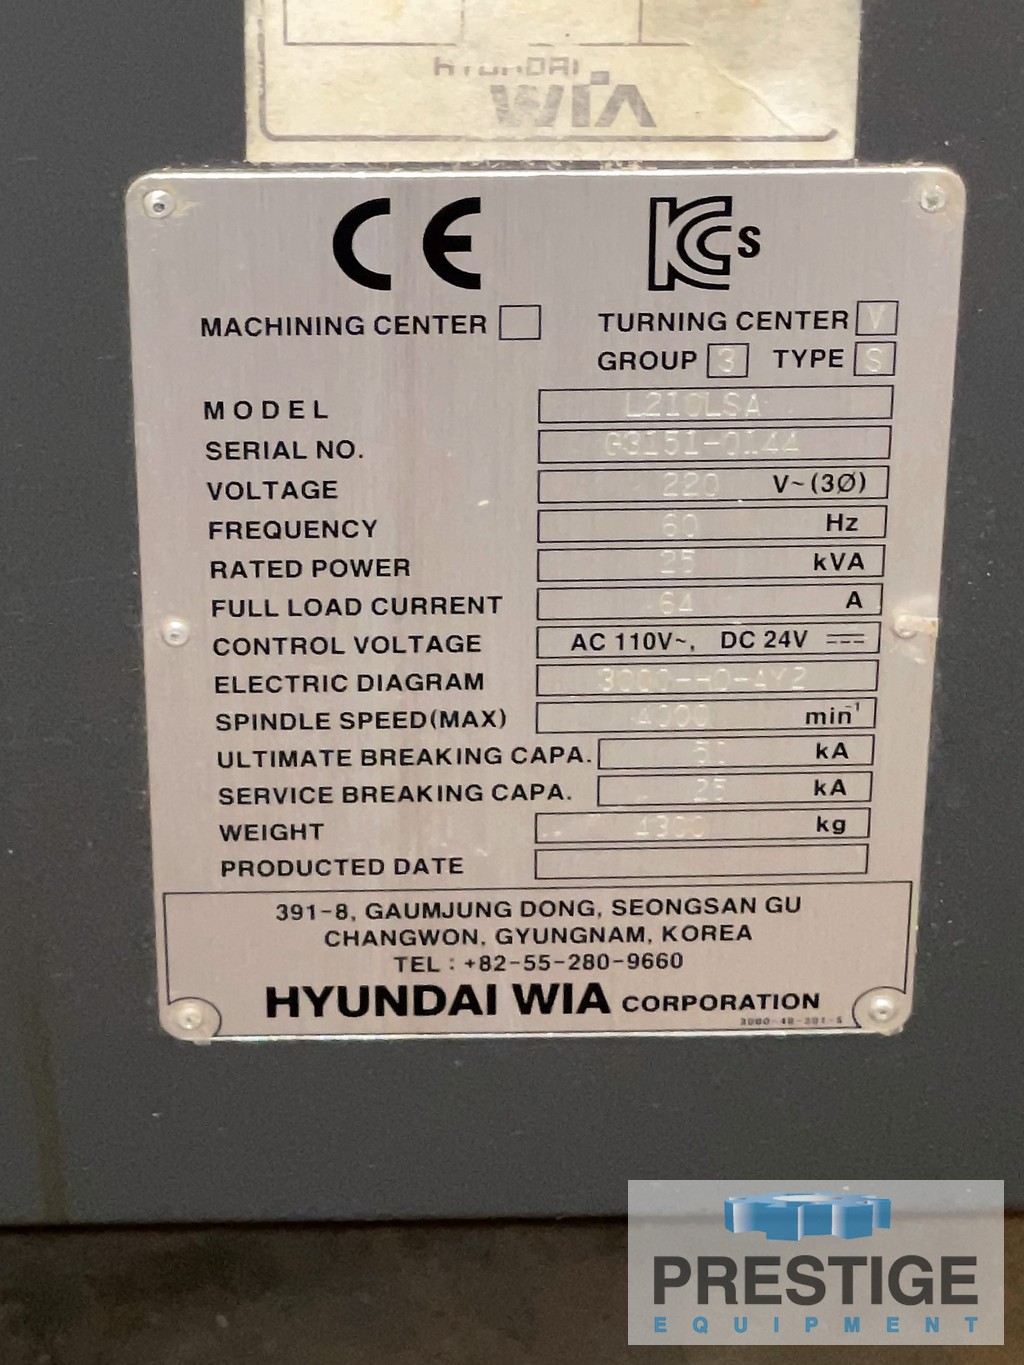 HYUNDAI
WIA
CE KCs
MACHINING CENTER TURNING CENTER V
GROUP 3 TYPE S
MODEL L210LSA
SERIAL NO. G3151-0144
VOLTAGE 220 V~(3Ø)
FREQUENCY 60 Hz
RATED POWER 25 kVA
FULL LOAD CURRENT 64 A
CONTROL VOLTAGE AC 110V~, DC 24V
ELECTRIC DIAGRAM 3000-H0-AY2
SPINDLE SPEED(MAX) 4000 min⁻¹
ULTIMATE BREAKING CAPA. kA
SERVICE BREAKING CAPA. 25 kA
WEIGHT kg
PRODUCTED DATE
391-8, GAUMJUNG DONG, SEONGSAN GU
CHANGWON, GYUNGNAM, KOREA
TEL : +82-55-280-9660
HYUNDAI WIA CORPORATION
PRESTIGE
EQUIPMENT